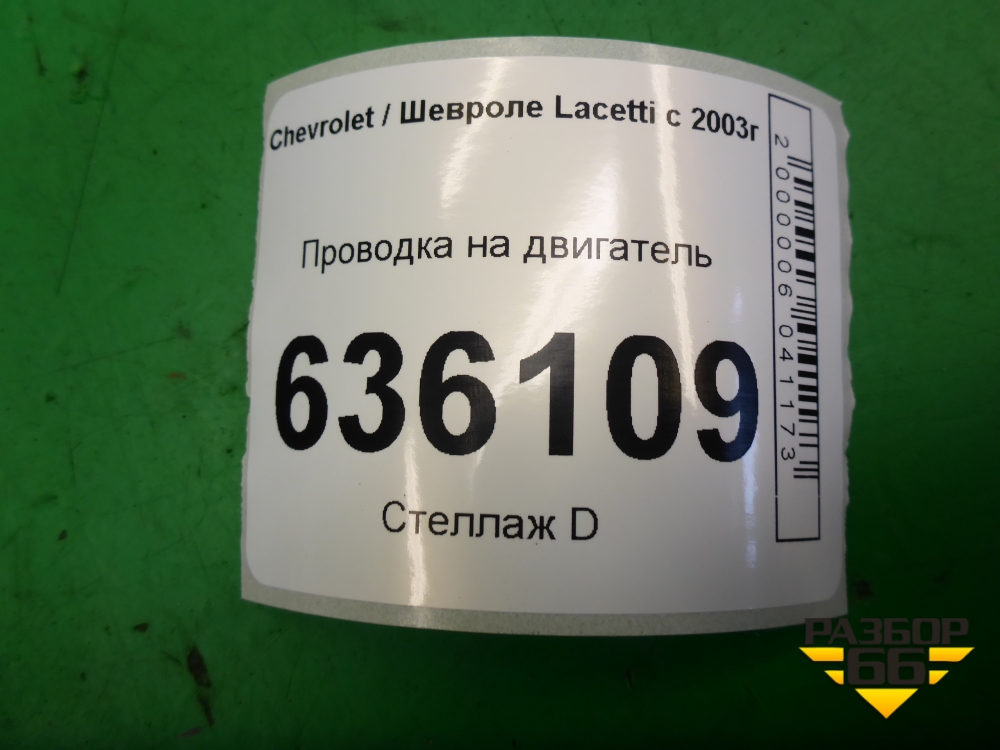 Chevrolet / Шевроле Lacetti с 2003г
Проводка на двигатель
636109
Стеллаж D
2000006041173
РАЗБОР
66